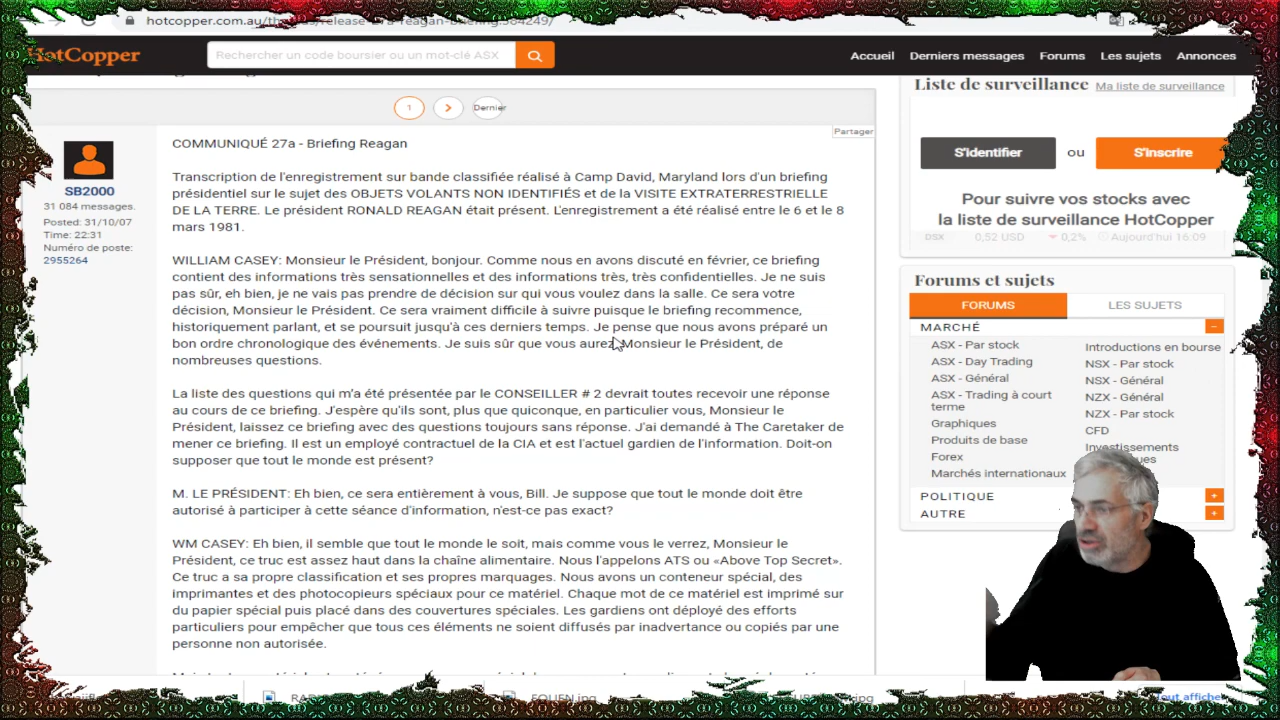 hotcopper.com.au/th
HotCopper
Rechercher un code boursier ou un mot-clé ASX
Accueil Derniers messages Forums Les sujets Annonces
1 Dernier
Partager
SB2000
31 084 messages.
Posted: 31/10/07
Time: 22:31
Numéro de poste:
2955264
COMMUNIQUÉ 27a - Briefing Reagan
Transcription de l'enregistrement sur bande classifiée réalisé à Camp David, Maryland lors d'un briefing
présidentiel sur le sujet des OBJETS VOLANTS NON IDENTIFIÉS et de la VISITE EXTRATERRESTRIELLE
DE LA TERRE. Le président RONALD REAGAN était présent. L'enregistrement a été réalisé entre le 6 et le 8
mars 1981.
WILLIAM CASEY: Monsieur le Président, bonjour. Comme nous en avons discuté en février, ce briefing
contient des informations très sensationnelles et des informations très, très confidentielles. Je ne suis
pas sûr, eh bien, je ne vais pas prendre de décision sur qui vous voulez dans la salle. Ce sera votre
décision, Monsieur le Président. Ce sera vraiment difficile à suivre puisque le briefing recommence,
historiquement parlant, et se poursuit jusqu'à ces derniers temps. Je pense que nous avons préparé un
bon ordre chronologique des événements. Je suis sûr que vous aurez, Monsieur le Président, de
nombreuses questions.
La liste des questions qui m'a été présentée par le CONSEILLER # 2 devrait toutes recevoir une réponse
au cours de ce briefing. J'espère qu'ils sont, plus que quiconque, en particulier vous, Monsieur le
Président, laissez ce briefing avec des questions toujours sans réponse. J'ai demandé à The Caretaker de
mener ce briefing. Il est un employé contractuel de la CIA et est l'actuel gardien de l'information. Doit-on
supposer que tout le monde est présent?
M. LE PRÉSIDENT: Eh bien, ce sera entièrement à vous, Bill. Je suppose que tout le monde doit être
autorisé à participer à cette séance d'information, n'est-ce pas exact?
WM CASEY: Eh bien, il semble que tout le monde le soit, mais comme vous le verrez, Monsieur le
Président, ce truc est assez haut dans la chaîne alimentaire. Nous l'appelons ATS ou «Above Top Secret».
Ce truc a sa propre classification et ses propres marquages. Nous avons un conteneur spécial, des
imprimantes et des photocopieurs spéciaux pour ce matériel. Chaque mot de ce matériel est imprimé sur
du papier spécial puis placé dans des couvertures spéciales. Les gardiens ont déployé des efforts
particuliers pour empêcher que tous ces éléments ne soient diffusés par inadvertance ou copiés par une
personne non autorisée.
Liste de surveillance Ma liste de surveillance
S'identifier ou S'inscrire
Pour suivre vos stocks avec
la liste de surveillance HotCopper
DSX 0,52 USD 0,2% Aujourd'hui 16:09
Forums et sujets
FORUMS LES SUJETS
MARCHÉ
ASX - Par stock
ASX - Day Trading
ASX - Général
ASX - Trading à court
terme
Graphiques
Produits de base
Forex
Marchés internationaux
Introductions en bourse
NSX - Par stock
NSX - Général
NZX - Général
NZX - Par stock
CFD
Investissements
POLITIQUE
AUTRE